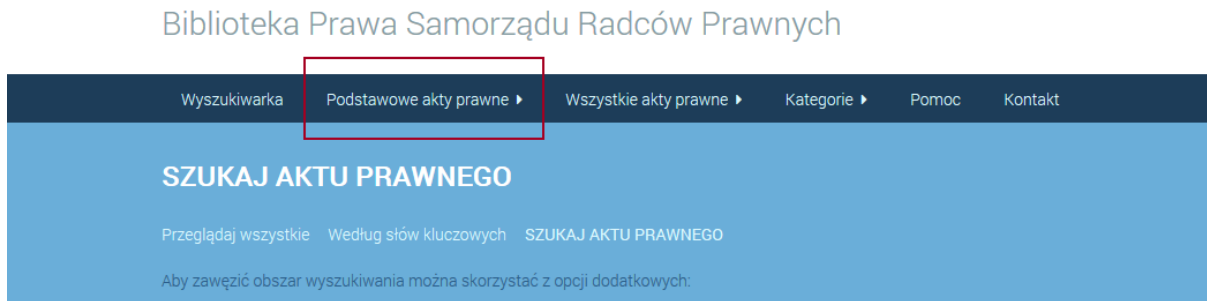 Biblioteka Prawa Samorządu Radców Prawnych
Wyszukiwarka Podstawowe akty prawne Wszystkie akty prawne Kategorie Pomoc Kontakt
SZUKAJ AKTU PRAWNEGO
Przeglądaj wszystkie Według słów kluczowych SZUKAJ AKTU PRAWNEGO
Aby zawęzić obszar wyszukiwania można skorzystać z opcji dodatkowych: